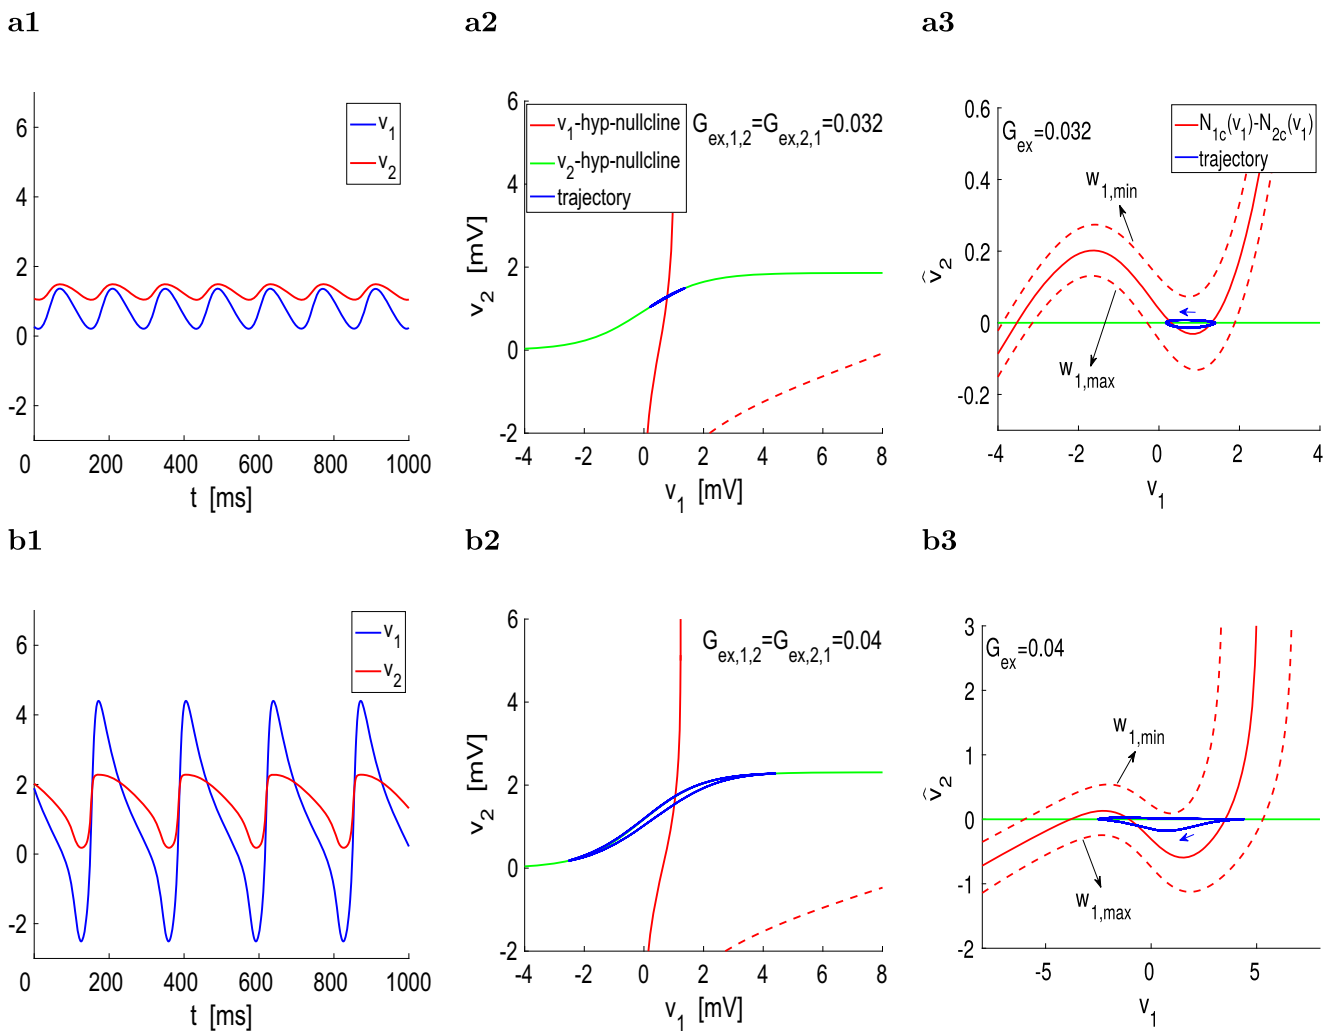 a1
a2
a3
6
4
2
0
-2
0
200
400
600
800
1000
t [ms]
v1
v2
6
4
2
0
-2
-4
-2
0
2
4
6
8
v1 [mV]
v2 [mV]
v1-hyp-nullcline
v2-hyp-nullcline
trajectory
Gex,1,2=Gex,2,1=0.032
0.6
0.4
0.2
0
-0.2
-4
-2
0
2
4
v1
v̂2
Gex=0.032
N1c(v1)-N2c(v1)
trajectory
w1,min
w1,max
b1
b2
b3
6
4
2
0
-2
0
200
400
600
800
1000
t [ms]
v1
v2
6
4
2
0
-2
-4
-2
0
2
4
6
8
v1 [mV]
v2 [mV]
Gex,1,2=Gex,2,1=0.04
3
2
1
0
-1
-2
-5
0
5
v1
v̂2
Gex=0.04
w1,min
w1,max